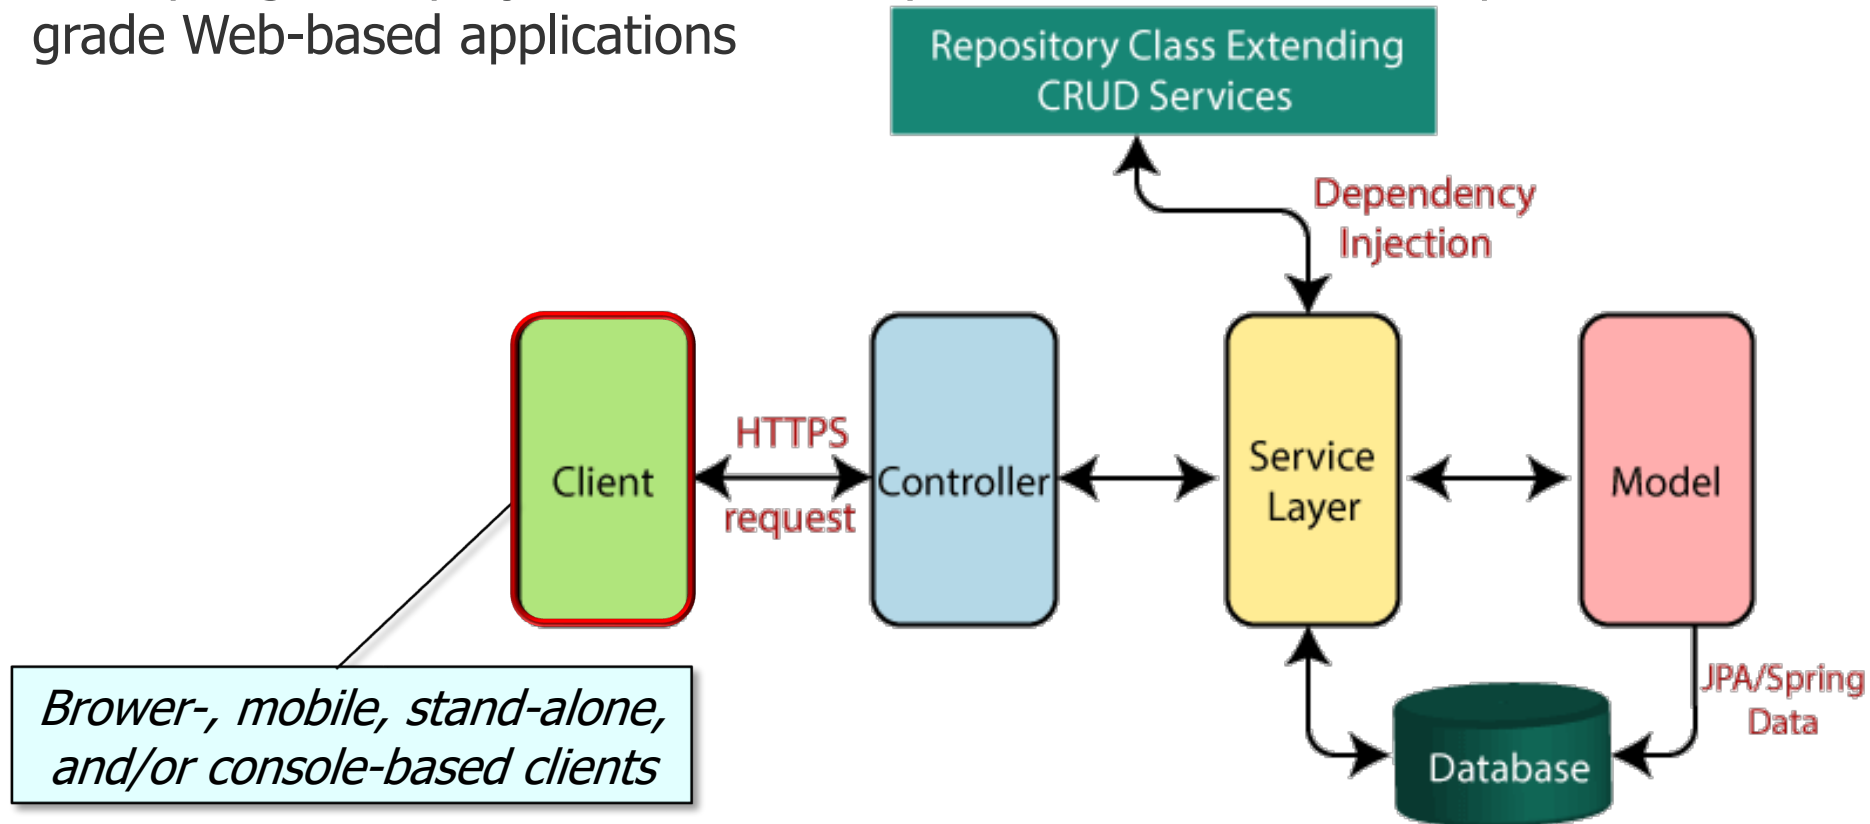 grade Web-based applications
Repository Class Extending
CRUD Services
Dependency
Injection
HTTPS
request
Client
Controller
Service
Layer
Model
Brower-, mobile, stand-alone,
and/or console-based clients
JPA/Spring
Data
Database